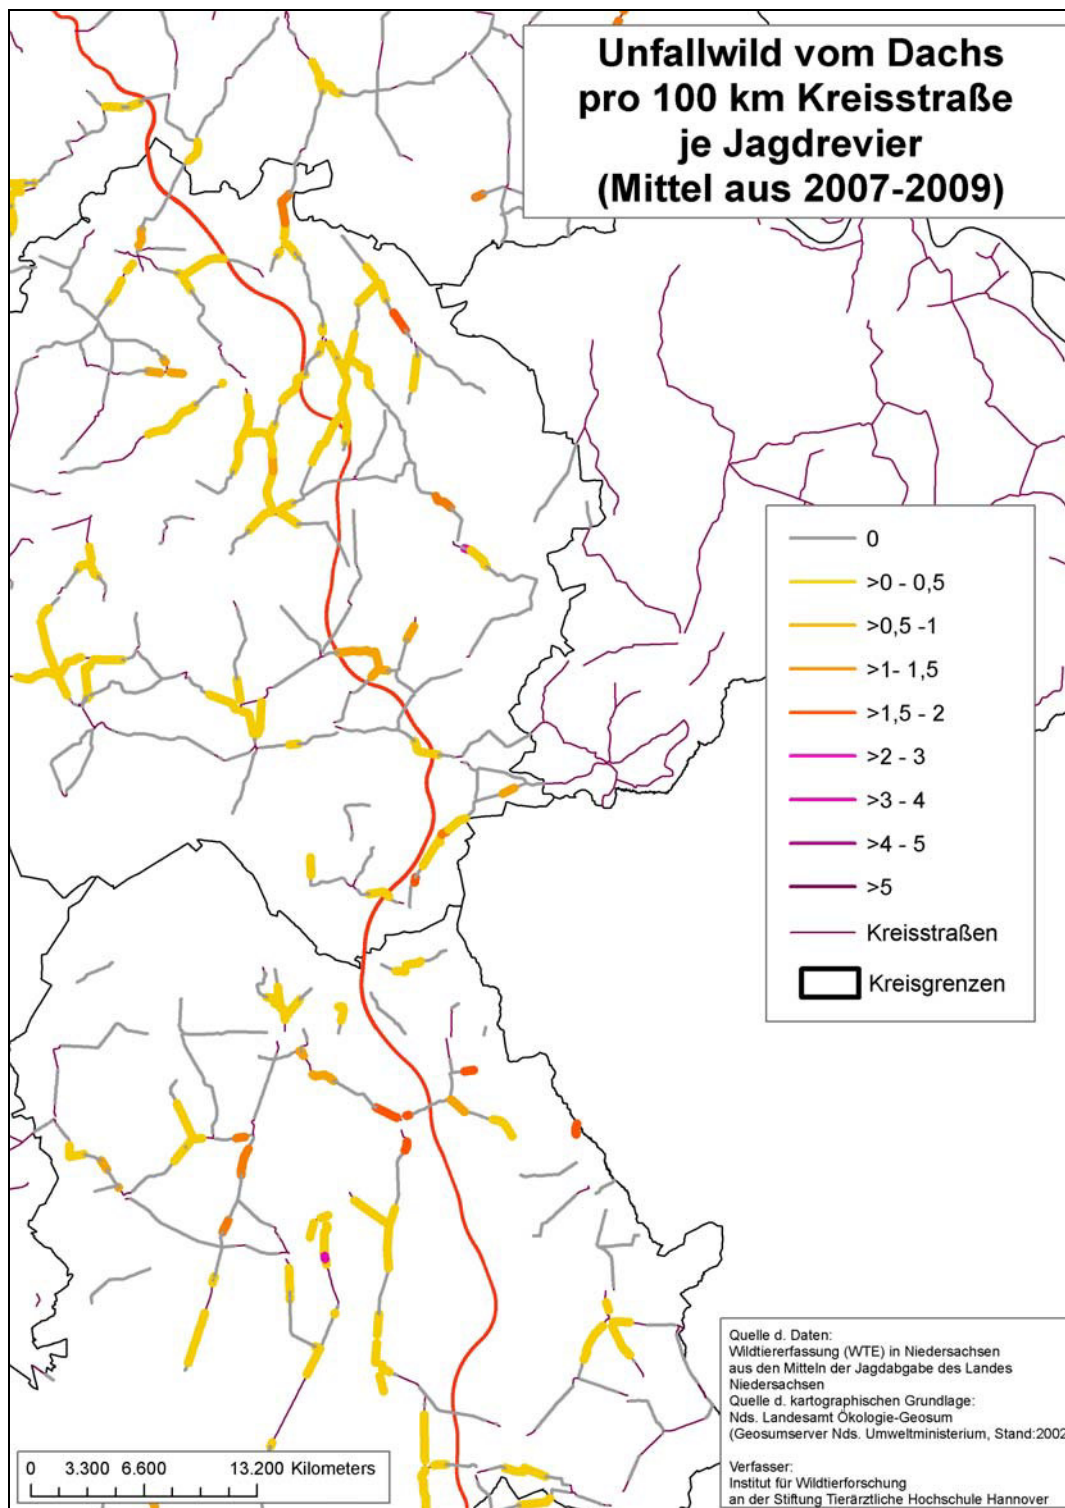 Unfallwild vom Dachs
pro 100 km Kreisstraße
je Jagdrevier
(Mittel aus 2007-2009)
0
>0 - 0,5
>0,5 -1
>1- 1,5
>1,5 - 2
>2 - 3
>3 - 4
>4 - 5
>5
Kreisstraßen
Kreisgrenzen
Quelle d. Daten:
Wildtiererfassung (WTE) in Niedersachsen
aus den Mitteln der Jagdabgabe des Landes
Niedersachsen
Quelle d. kartographischen Grundlage:
Nds. Landesamt Ökologie-Geosum
(Geosumserver Nds. Umweltministerium, Stand:2002
Verfasser:
Institut für Wildtierforschung
an der Stiftung Tierärztliche Hochschule Hannover
0 3.300 6.600 13.200 Kilometers